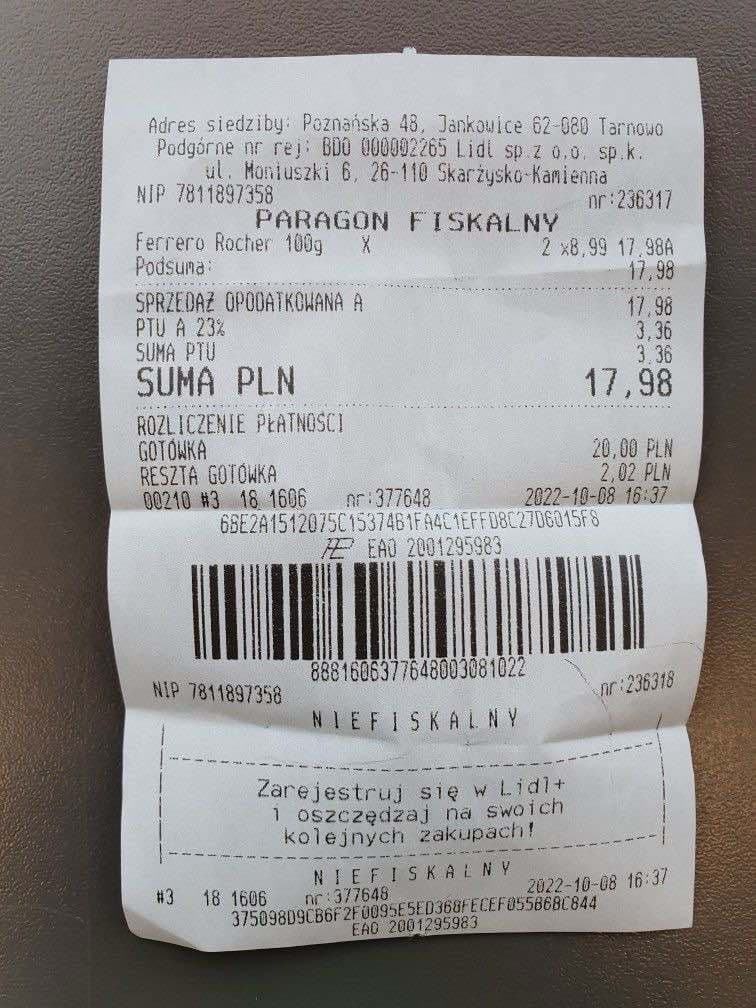 Adres siedziby: Poznańska 48, Jankowice 62-080 Tarnowo
Podgórne nr rej: BDO 000002265 Lidl sp.z o.o. sp.k.
ul. Moniuszki 6, 26-110 Skarżysko-Kamienna
NIP 7811897358 nr:236317
PARAGON FISKALNY
Ferrero Rocher 100g X 2 x8,99 17,98A
Podsuma: 17,98
SPRZEDAŻ OPODATKOWANA A 17,98
PTU A 23% 3,36
SUMA PTU 3,36
SUMA PLN 17,98
ROZLICZENIE PŁATNOŚCI
GOTÓWKA 20,00 PLN
RESZTA GOTÓWKA 2,02 PLN
00210 #3 18 1606 nr:377648 2022-10-08 16:37
6BE2A1512075C1537461FA4C1EFFD8C27D6015F8
EAO 2001295983
8881606377648003081022
NIP 7811897358 nr:236318
NIEFISKALNY
Zarejestruj się w Lidl+
i oszczędzaj na swoich
kolejnych zakupach!
NIEFISKALNY
#3 18 1606 nr:377648 2022-10-08 16:37
375098D9CB6F2F0095E5ED368FECEF055B68C844
EAO 2001295983